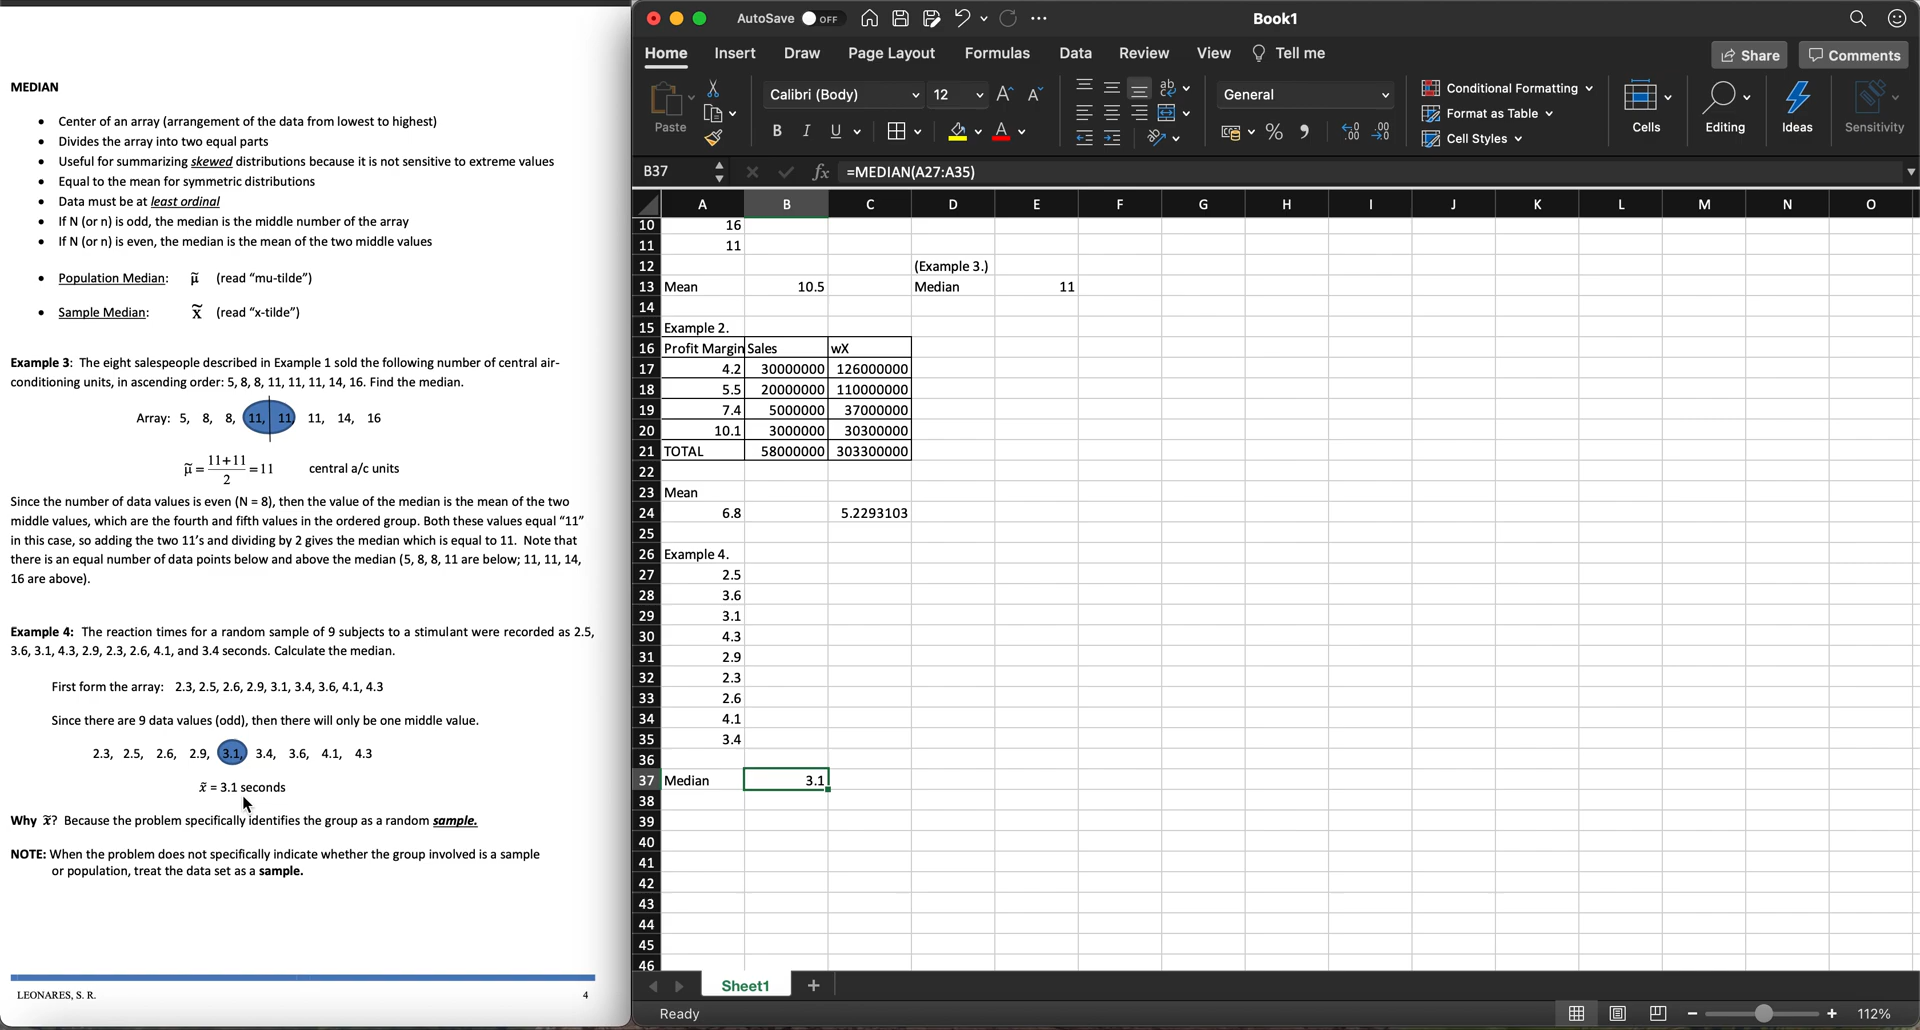 MEDIAN
• Center of an array (arrangement of the data from lowest to highest)
• Divides the array into two equal parts
• Useful for summarizing skewed distributions because it is not sensitive to extreme values
• Equal to the mean for symmetric distributions
• Data must be at least ordinal
• If N (or n) is odd, the median is the middle number of the array
• If N (or n) is even, the median is the mean of the two middle values
• Population Median: μ̃ (read “mu-tilde”)
• Sample Median: x̃ (read “x-tilde”)
Example 3: The eight salespeople described in Example 1 sold the following number of central air-
conditioning units, in ascending order: 5, 8, 8, 11, 11, 11, 14, 16. Find the median.
Array: 5, 8, 8, 11, 11 11, 14, 16
μ̃ = 11+11 / 2 = 11 central a/c units
Since the number of data values is even (N = 8), then the value of the median is the mean of the two
middle values, which are the fourth and fifth values in the ordered group. Both these values equal “11”
in this case, so adding the two 11’s and dividing by 2 gives the median which is equal to 11. Note that
there is an equal number of data points below and above the median (5, 8, 8, 11 are below; 11, 11, 14,
16 are above).
Example 4: The reaction times for a random sample of 9 subjects to a stimulant were recorded as 2.5,
3.6, 3.1, 4.3, 2.9, 2.3, 2.6, 4.1, and 3.4 seconds. Calculate the median.
First form the array: 2.3, 2.5, 2.6, 2.9, 3.1, 3.4, 3.6, 4.1, 4.3
Since there are 9 data values (odd), then there will only be one middle value.
2.3, 2.5, 2.6, 2.9, 3.1, 3.4, 3.6, 4.1, 4.3
x̃ = 3.1 seconds
Why x̃? Because the problem specifically identifies the group as a random sample.
NOTE: When the problem does not specifically indicate whether the group involved is a sample
or population, treat the data set as a sample.
LEONARES, S. R. 4
AutoSave OFF Book1
Home Insert Draw Page Layout Formulas Data Review View Tell me Share Comments
Paste Calibri (Body) 12 A A ab General Conditional Formatting
Format as Table
B I U A ab % , .00 .00 Cell Styles
Cells Editing Ideas Sensitivity
B37 fx =MEDIAN(A27:A35)
A B C D E F G H I J K L M N O
10 16
11 11
12 (Example 3.)
13 Mean 10.5 Median 11
14
15 Example 2.
16 Profit Margin Sales wX
17 4.2 30000000 126000000
18 5.5 20000000 110000000
19 7.4 5000000 37000000
20 10.1 3000000 30300000
21 TOTAL 58000000 303300000
22
23 Mean
24 6.8 5.2293103
25
26 Example 4.
27 2.5
28 3.6
29 3.1
30 4.3
31 2.9
32 2.3
33 2.6
34 4.1
35 3.4
36
37 Median 3.1
38
39
40
41
42
43
44
45
46
Sheet1 +
Ready 112%